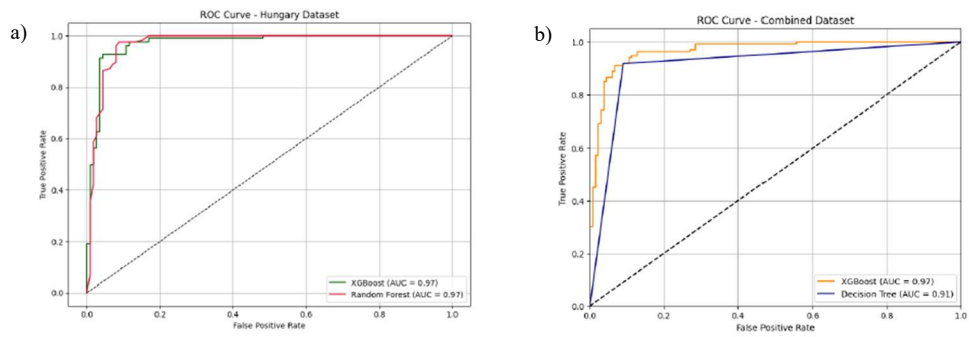 a)
ROC Curve - Hungary Dataset
1.0
0.8
0.6
0.4
0.2
0.0
True Positive Rate
0.0 0.2 0.4 0.6 0.8 1.0
False Positive Rate
XGBoost (AUC = 0.97)
Random Forest (AUC = 0.97)
b)
ROC Curve - Combined Dataset
1.0
0.8
0.6
0.4
0.2
0.0
True Positive Rate
0.0 0.2 0.4 0.6 0.8 1.0
False Positive Rate
XGBoost (AUC = 0.97)
Decision Tree (AUC = 0.91)